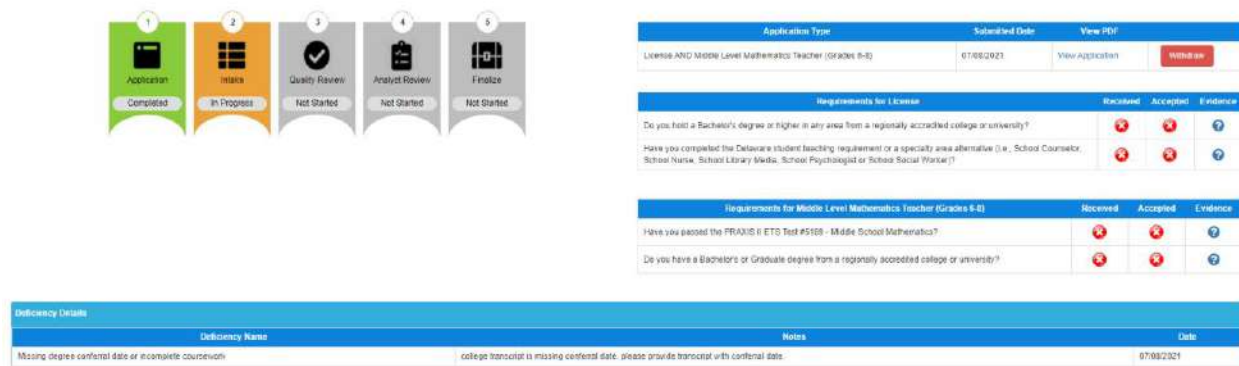 1 2 3 4 5
Application Intake Quality Review Analyst Review Finalize
Completed In Progress Not Started Not Started Not Started
Application Type Submitted Date View PDF
License AND Middle Level Mathematics Teacher (Grades 6-8) 07/08/2021 View Application Withdraw
Requirements for License Received Accepted Evidence
Do you hold a Bachelor's degree or higher in any area from a regionally accredited college or university?
Have you completed the Delaware student teaching requirement or a specialty area alternative (i.e., School Counselor,
School Nurse, School Library Media, School Psychologist or School Social Worker)?
Requirements for Middle Level Mathematics Teacher (Grades 6-8) Received Accepted Evidence
Have you passed the PRAXIS II ETS Test #5169 - Middle School Mathematics?
Do you have a Bachelor's or Graduate degree from a regionally accredited college or university?
Deficiency Details
Deficiency Name Notes Date
Missing degree conferral date or incomplete coursework college transcript is missing conferral date. please provide transcript with conferral date. 07/08/2021